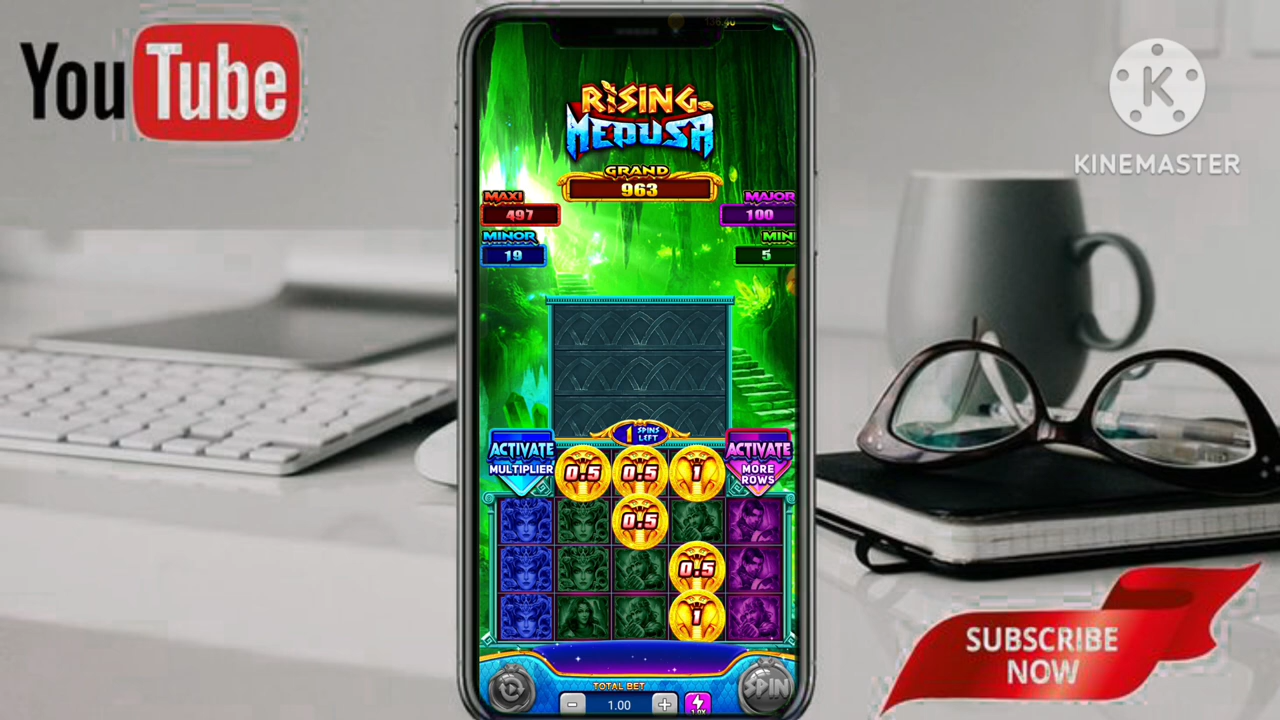 YouTube
K
KINEMASTER
RISING
MEDUSA
GRAND
963
MAXI
497
MAJOR
100
MINOR
19
MINI
5
1 SPINS
LEFT
ACTIVATE
MULTIPLIER
0.5
0.5
1
ACTIVATE
MORE
ROWS
0.5
0.5
1
SUBSCRIBE
NOW
SPIN
TOTAL BET
- 1.00 +